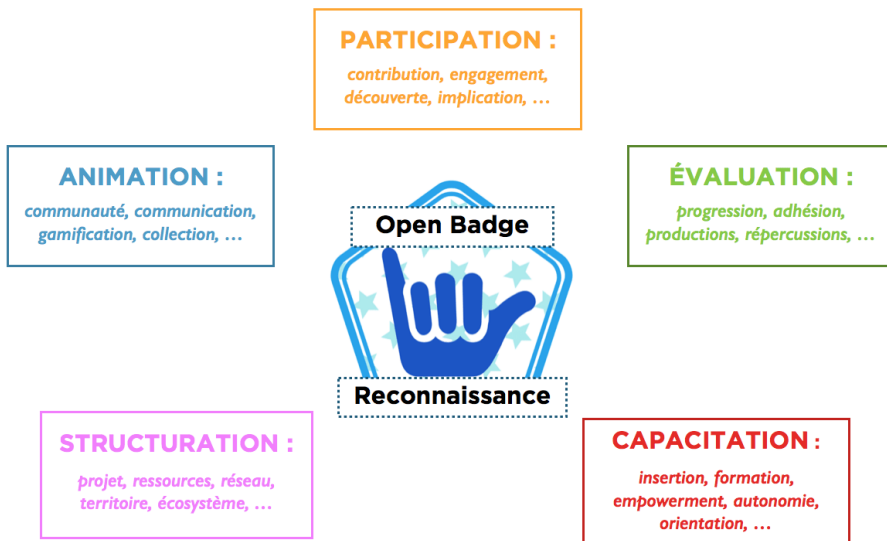 PARTICIPATION :
contribution, engagement,
découverte, implication, …
ANIMATION :
communauté, communication,
gamification, collection, …
ÉVALUATION :
progression, adhésion,
productions, répercussions, …
Open Badge
Reconnaissance
STRUCTURATION :
projet, ressources, réseau,
territoire, écosystème, …
CAPACITATION :
insertion, formation,
empowerment, autonomie,
orientation, …